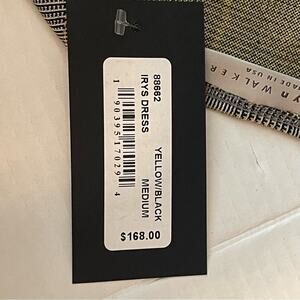 88662
IRYS DRESS
YELLOW/BLACK
MEDIUM
1 90395 17029 4
$168.00
WALKER
MADE IN USA